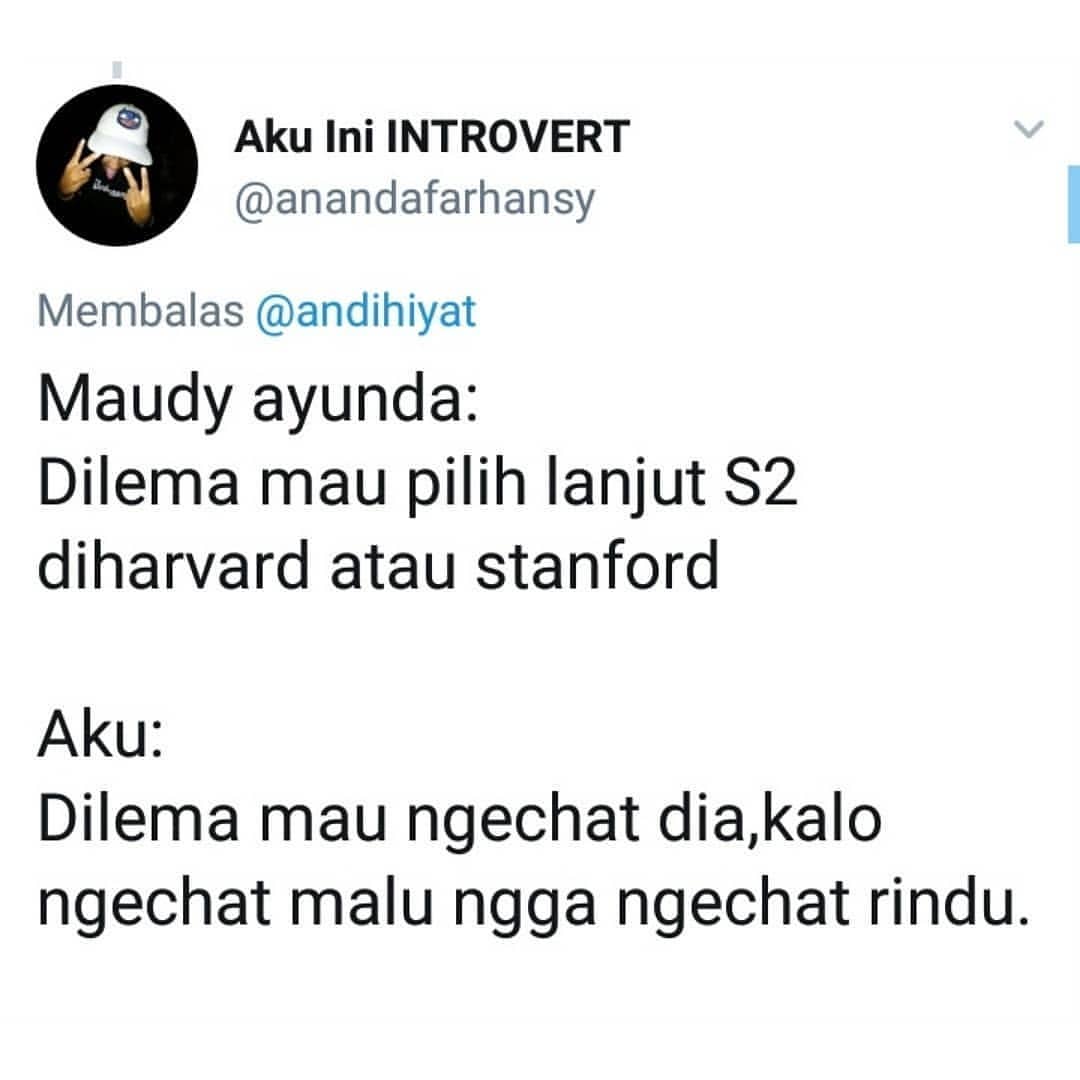 Aku Ini INTROVERT
@anandafarhansy
Membalas @andihiyat
Maudy ayunda:
Dilema mau pilih lanjut S2
diharvard atau stanford
Aku:
Dilema mau ngechat dia,kalo
ngechat malu ngga ngechat rindu.